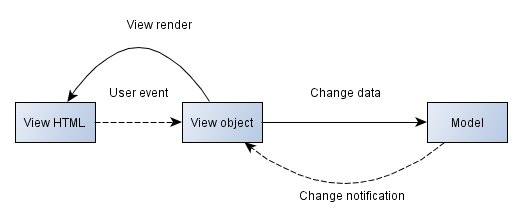 View render
User event
Change data
View HTML
View object
Model
Change notification